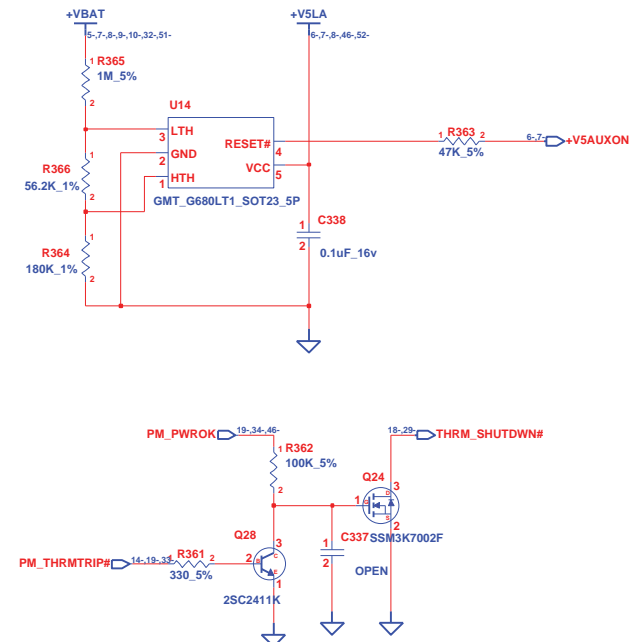 +VBAT
5-,7-,8-,9-,10-,32-,51-
+V5LA
6-,7-,8-,46-,52-
1 R365
1M_5%
2
U14
LTH
3
GND
2
HTH
1
RESET#
4
VCC
5
GMT_G680LT1_SOT23_5P
1 R363 2
47K_5%
6-,7-
+V5AUXON
1
R366
56.2K_1%
2
1
R364
180K_1%
2
C338
1
2
0.1uF_16v
PM_PWROK
19-,34-,46-
1 R362
100K_5%
2
18-,29-
THRM_SHUTDWN#
Q24
3
D
1
G
S
2
SSM3K7002F
C337
1
2
OPEN
Q28
3
C
2
B
E
1
2SC2411K
PM_THRMTRIP#
14-,19-,33-
1 R361 2
330_5%